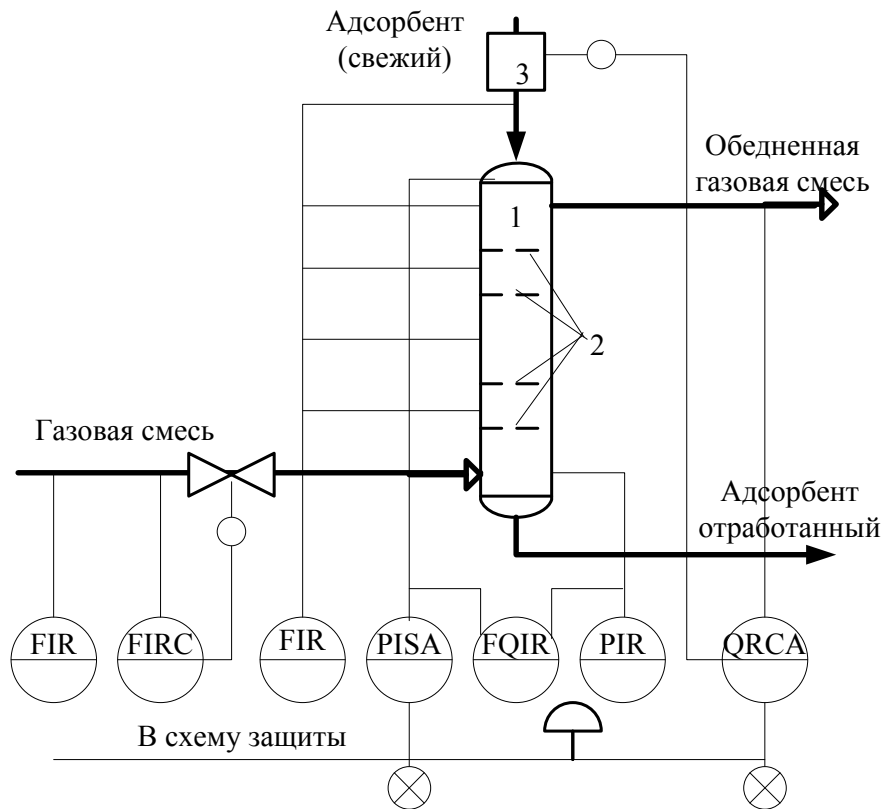 Адсорбент
(свежий)
3
Обедненная
газовая смесь
1
2
Газовая смесь
Адсорбент
отработанный
FIR
FIRC
FIR
PISA
FQIR
PIR
QRCA
В схему защиты